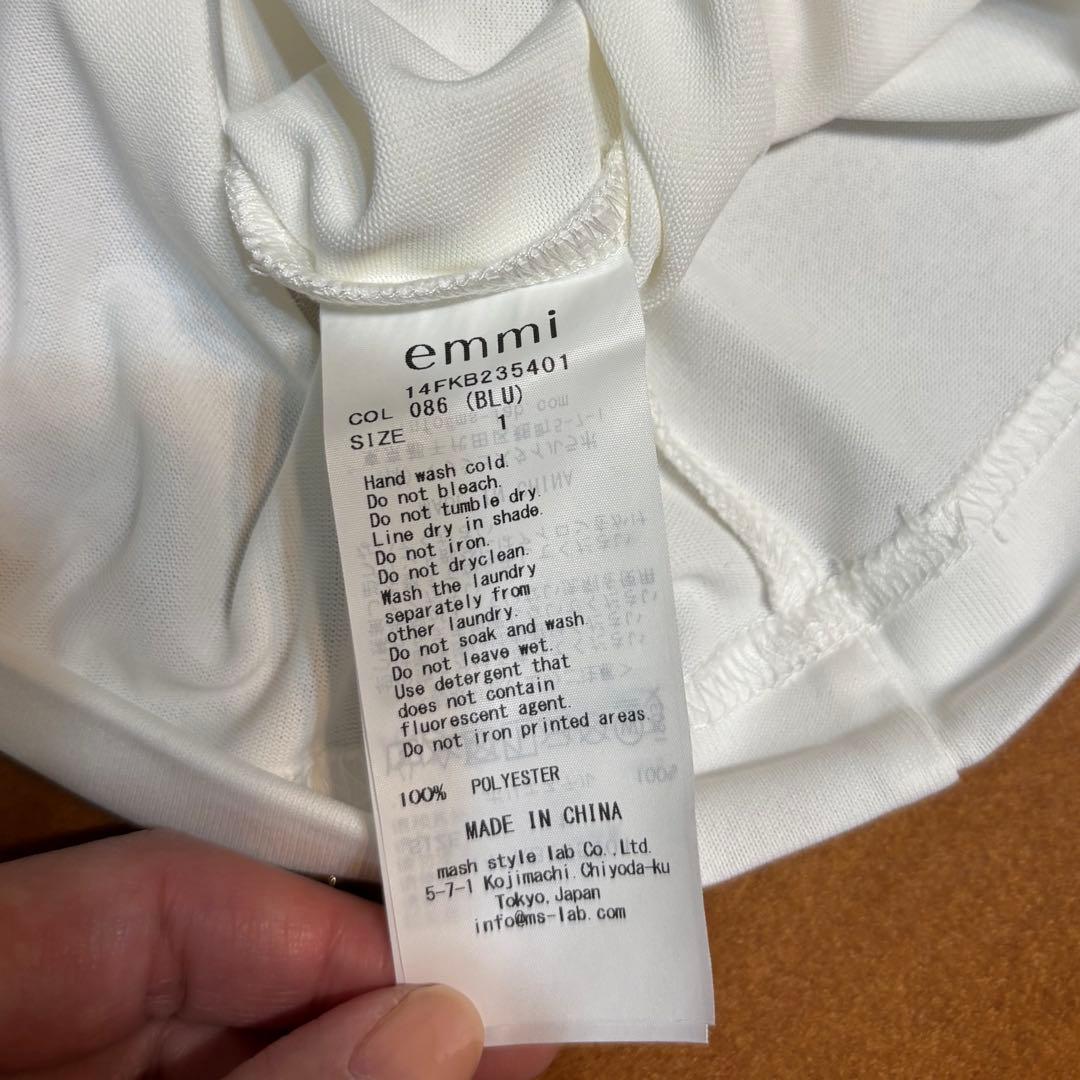 emmi
14FKB235401
COL 086 (BLU)
SIZE 1
Hand wash cold.
Do not bleach.
Do not tumble dry.
Line dry in shade.
Do not iron.
Do not dryclean.
Wash the laundry
separately from
other laundry.
Do not soak and wash.
Do not leave wet.
Use detergent that
does not contain
fluorescent agent.
Do not iron printed areas.
100% POLYESTER
MADE IN CHINA
mash style lab Co.,Ltd.
5-7-1 Kojimachi.Chiyoda-ku
Tokyo,Japan
info@ms-lab.com